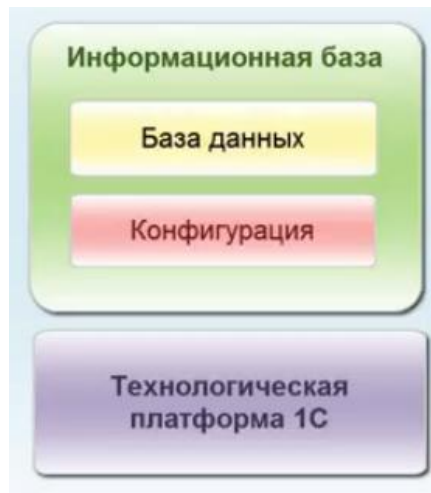 Информационная база
База данных
Конфигурация
Технологическая
платформа 1С